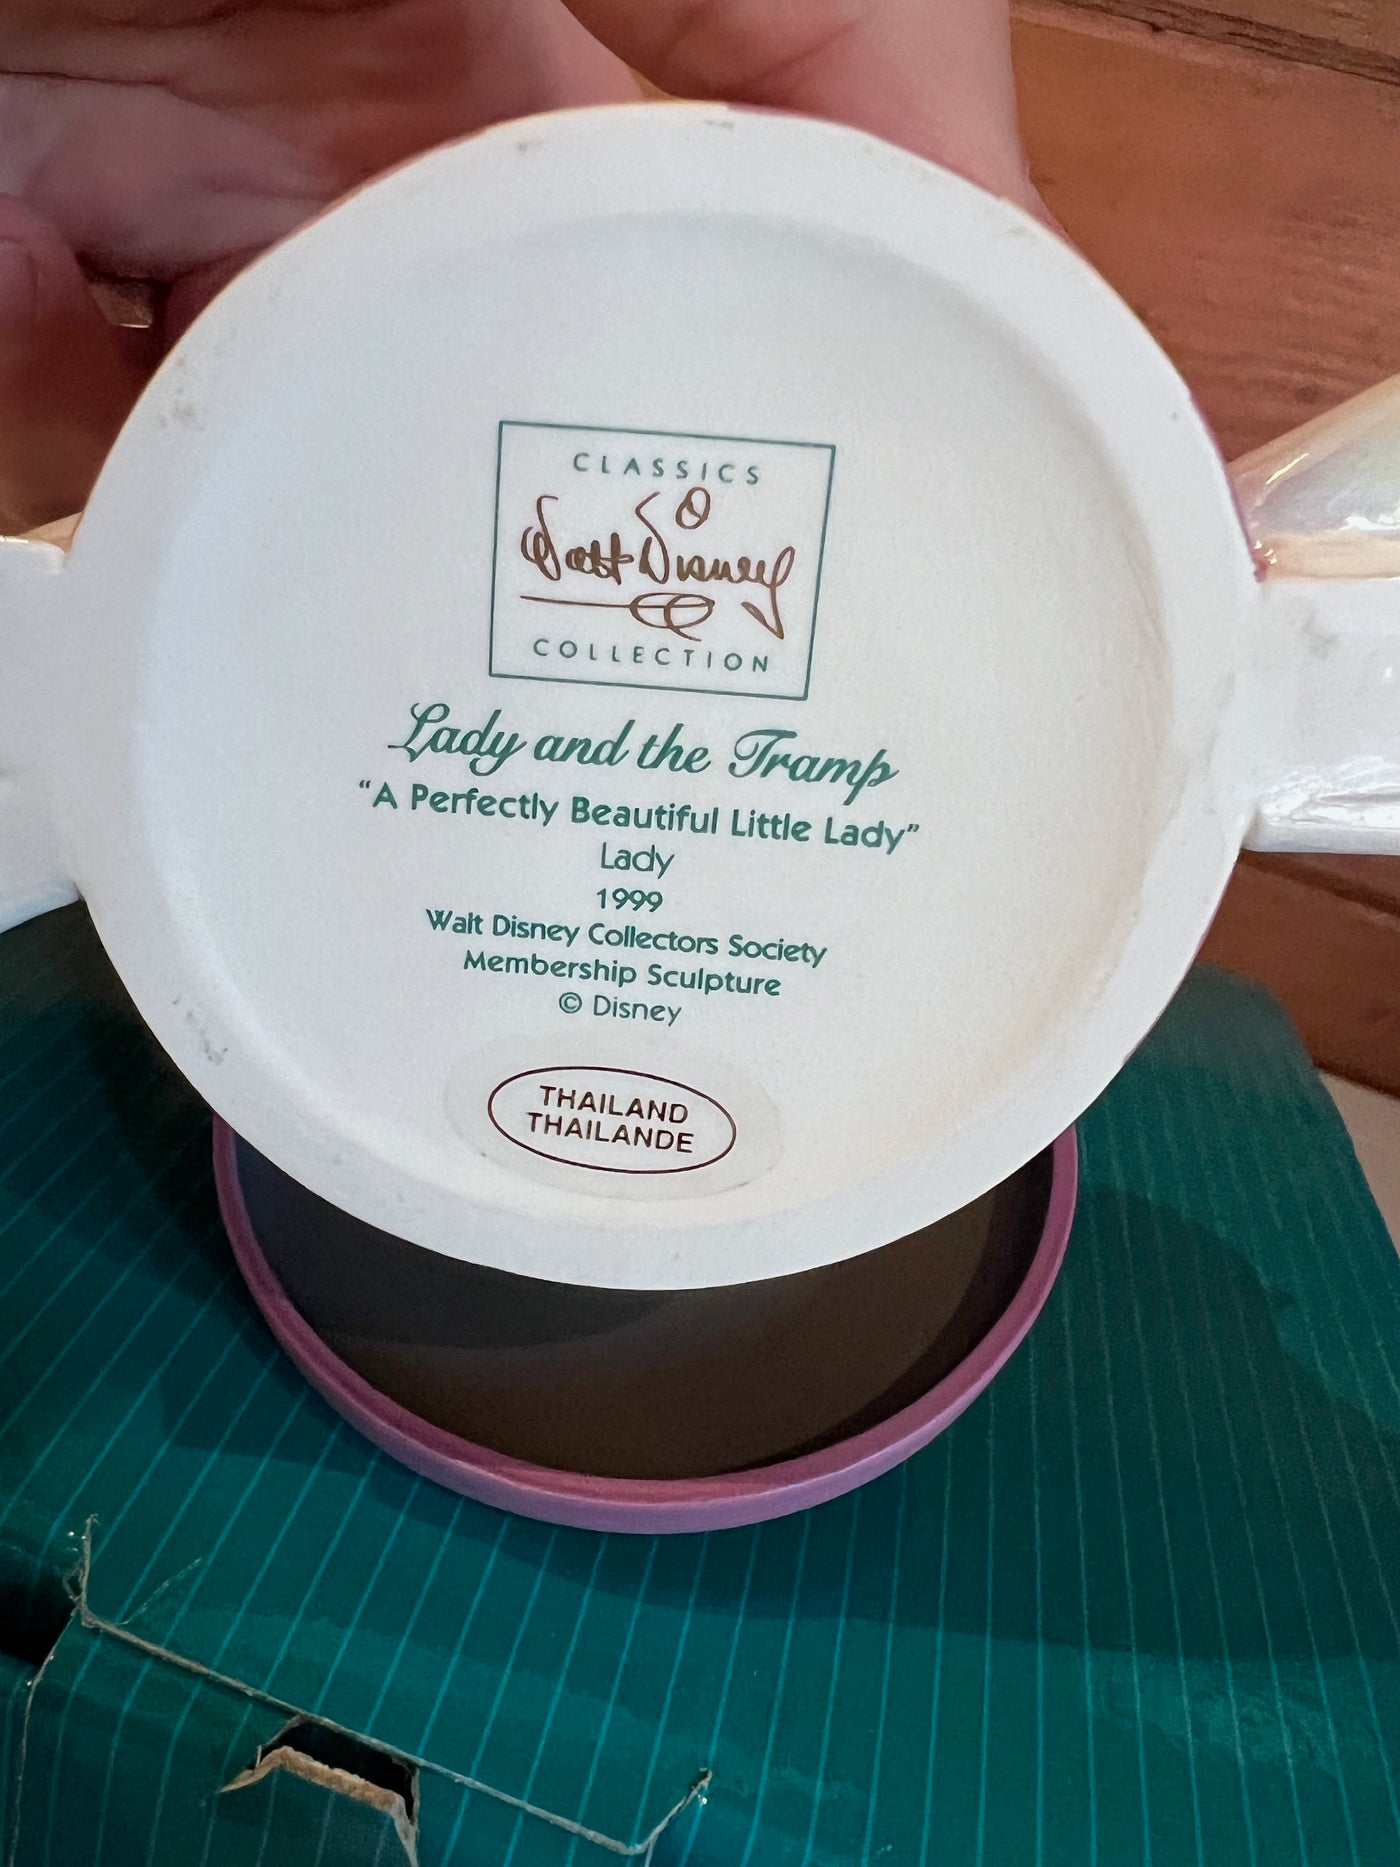 CLASSICS
Walt Disney
COLLECTION
Lady and the Tramp
“A Perfectly Beautiful Little Lady”
Lady
1999
Walt Disney Collectors Society
Membership Sculpture
© Disney
THAILAND
THAILANDE